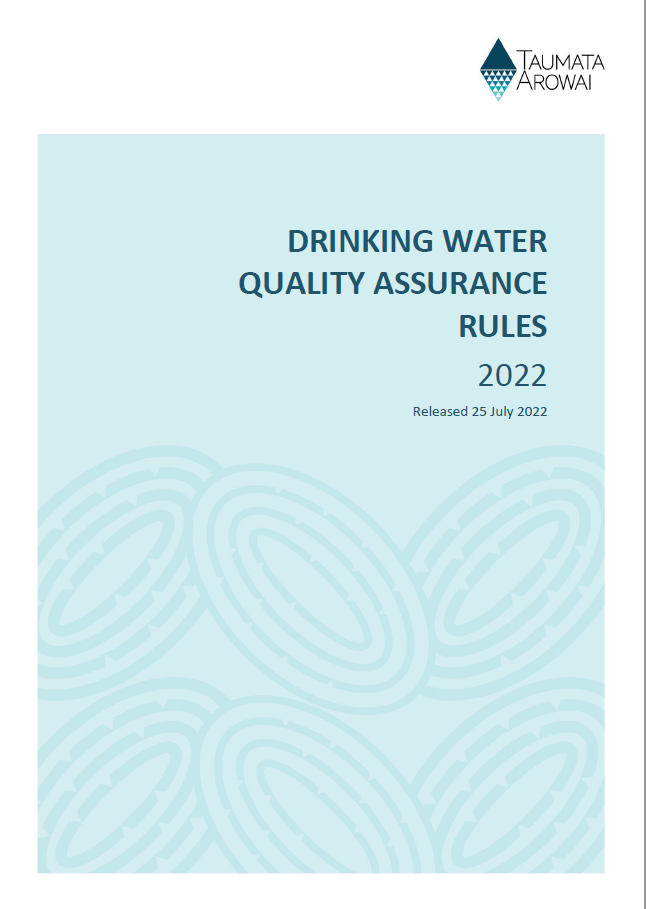 TAUMATA
AROWAI
DRINKING WATER
QUALITY ASSURANCE
RULES
2022
Released 25 July 2022